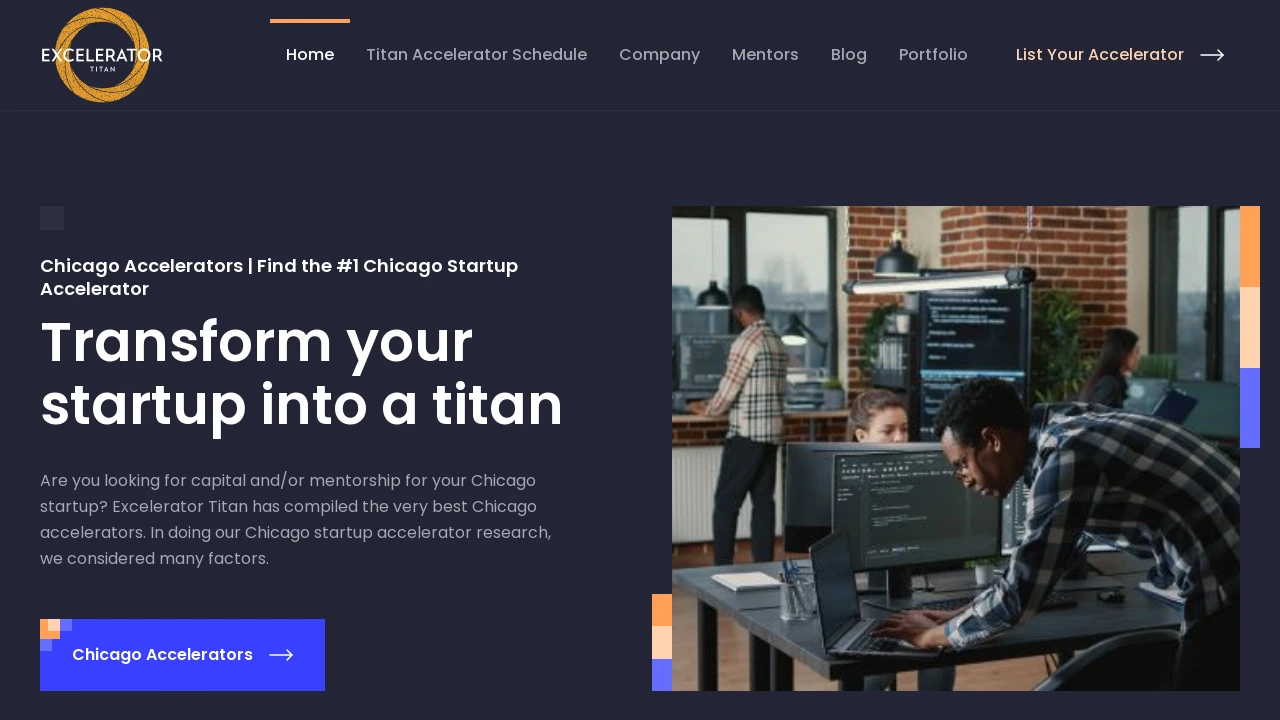 EXCELERATOR
TITAN
Home
Titan Accelerator Schedule
Company
Mentors
Blog
Portfolio
List Your Accelerator
Chicago Accelerators | Find the #1 Chicago Startup
Accelerator
Transform your
startup into a titan
Are you looking for capital and/or mentorship for your Chicago
startup? Excelerator Titan has compiled the very best Chicago
accelerators. In doing our Chicago startup accelerator research,
we considered many factors.
Chicago Accelerators